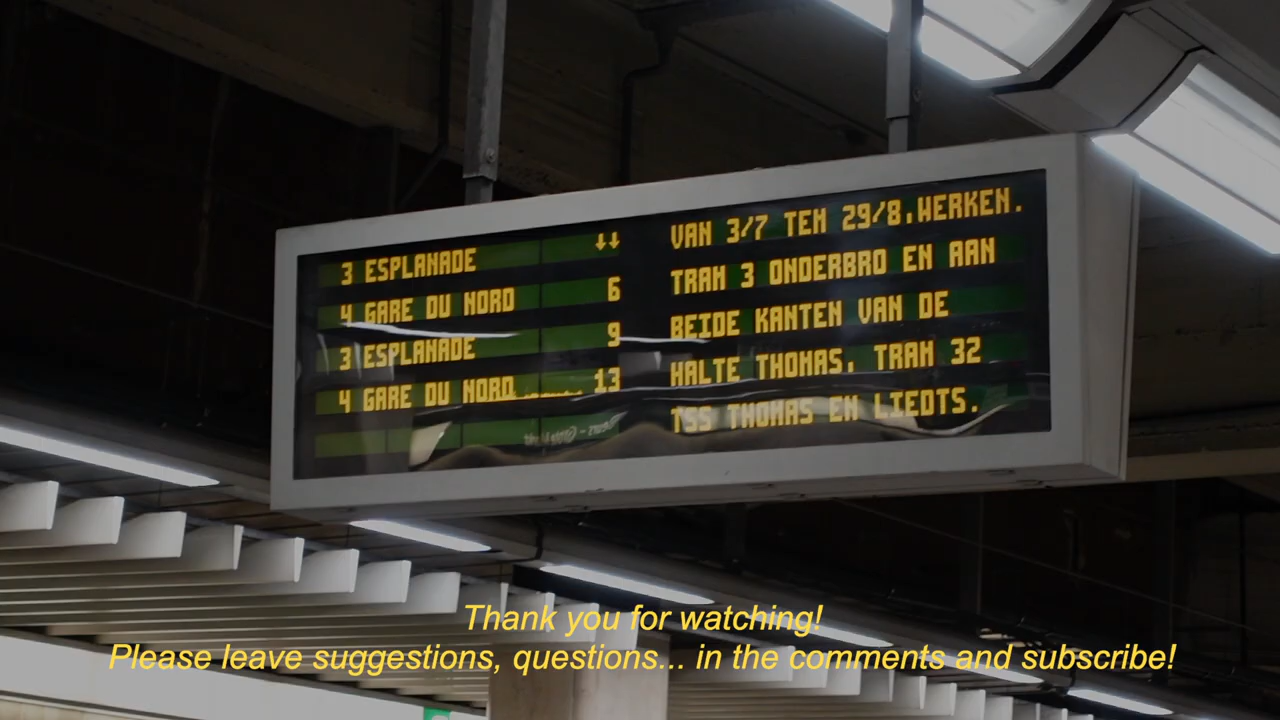 3 ESPLANADE ↓↓
4 GARE DU NORD 6
3 ESPLANADE 9
4 GARE DU NORD 13
VAN 3/7 TEM 29/8,WERKEN.
TRAM 3 ONDERBRO EN AAN
BEIDE KANTEN VAN DE
HALTE THOMAS, TRAM 32
TSS THOMAS EN LIEDTS.
Thank you for watching!
Please leave suggestions, questions... in the comments and subscribe!